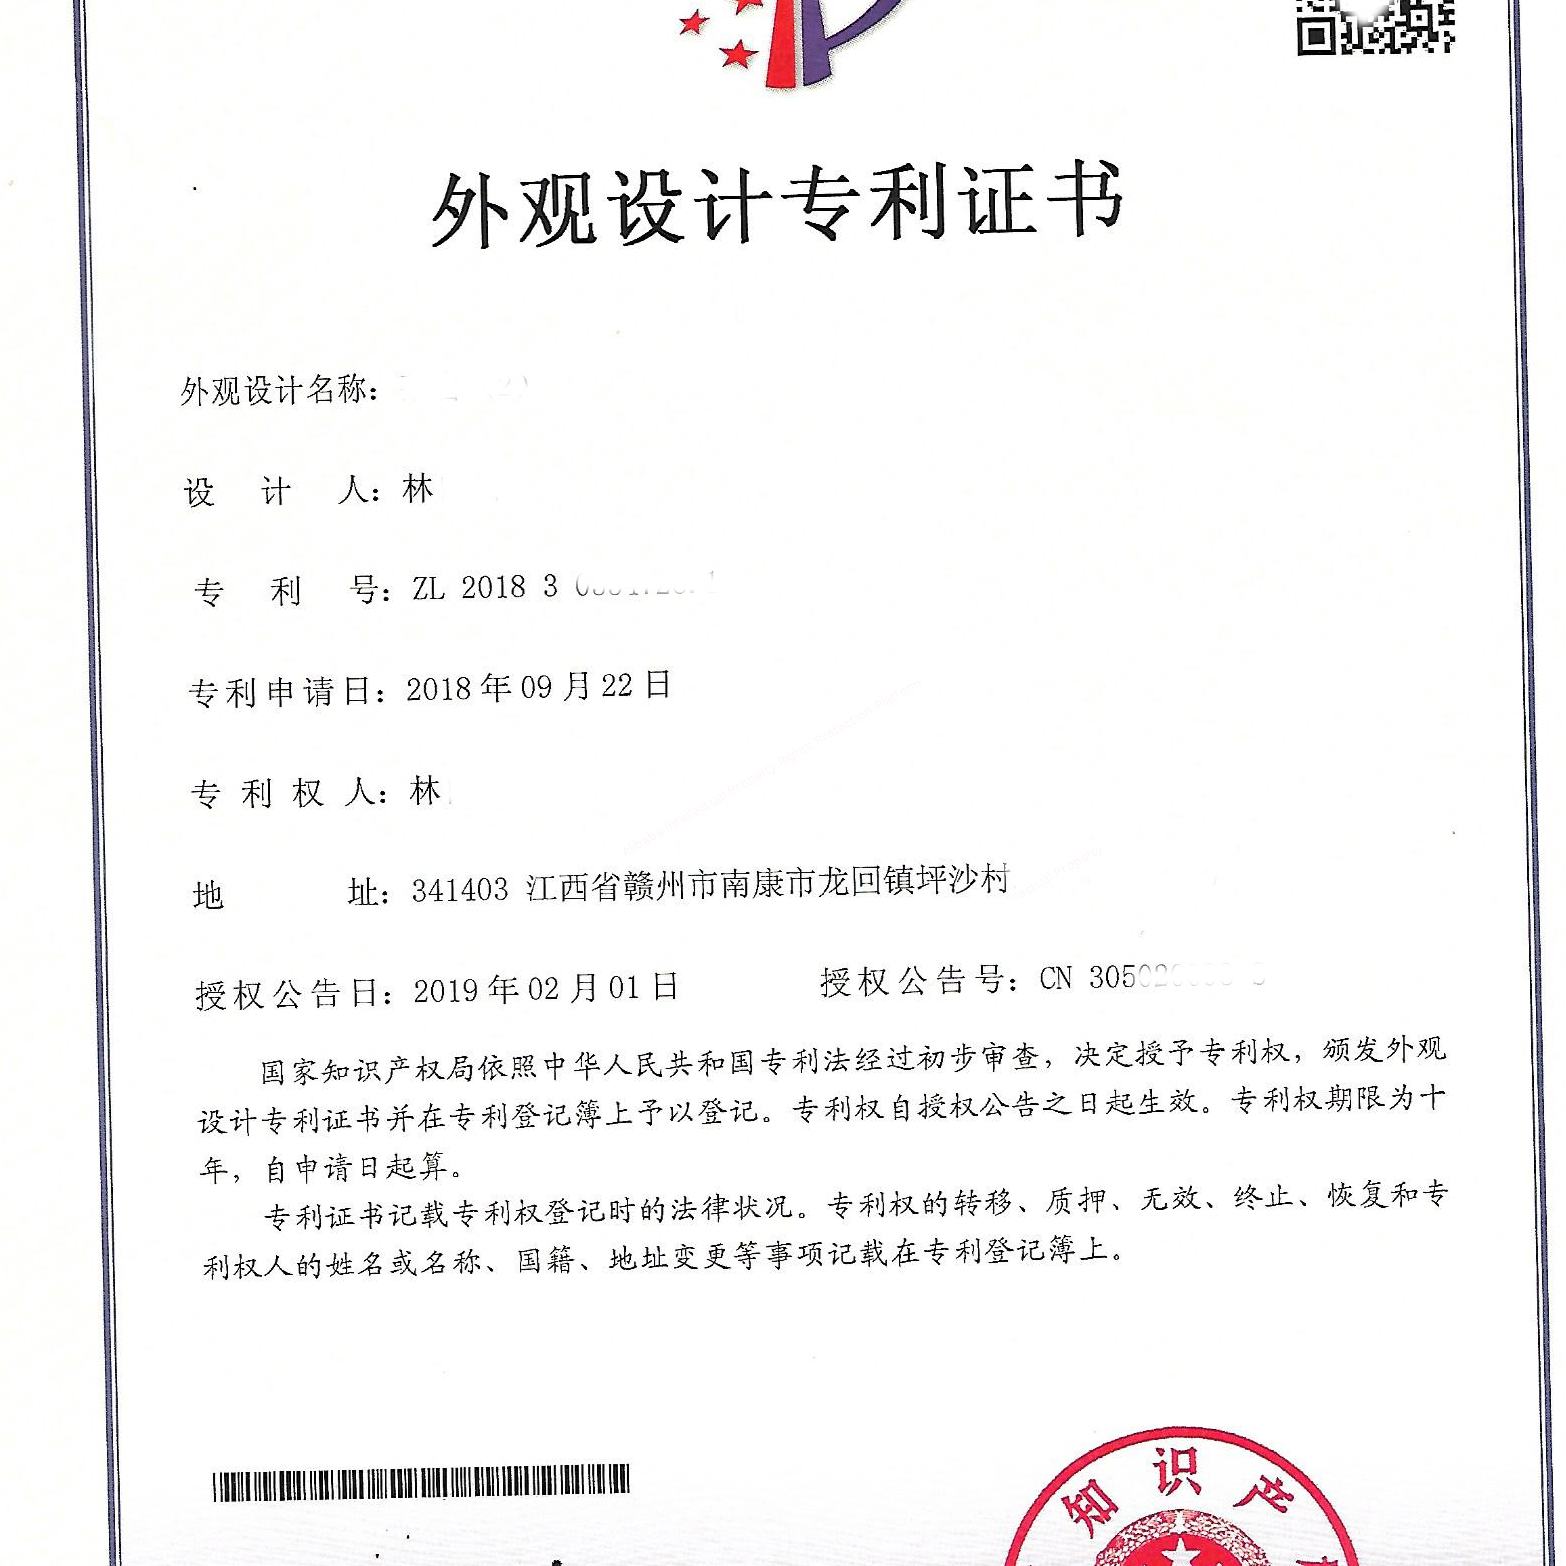 外观设计专利证书
外观设计名称：
设计人：林
专利号：ZL 2018 3
专利申请日：2018年09月22日
专利权人：林
地址：341403 江西省赣州市南康市龙回镇坪沙村
授权公告日：2019年02月01日 授权公告号：CN 305
国家知识产权局依照中华人民共和国专利法经过初步审查，决定授予专利权，颁发外观
设计专利证书并在专利登记簿上予以登记。专利权自授权公告之日起生效。专利权期限为十
年，自申请日起算。
专利证书记载专利权登记时的法律状况。专利权的转移、质押、无效、终止、恢复和专
利权人的姓名或名称、国籍、地址变更等事项记载在专利登记簿上。
知识产